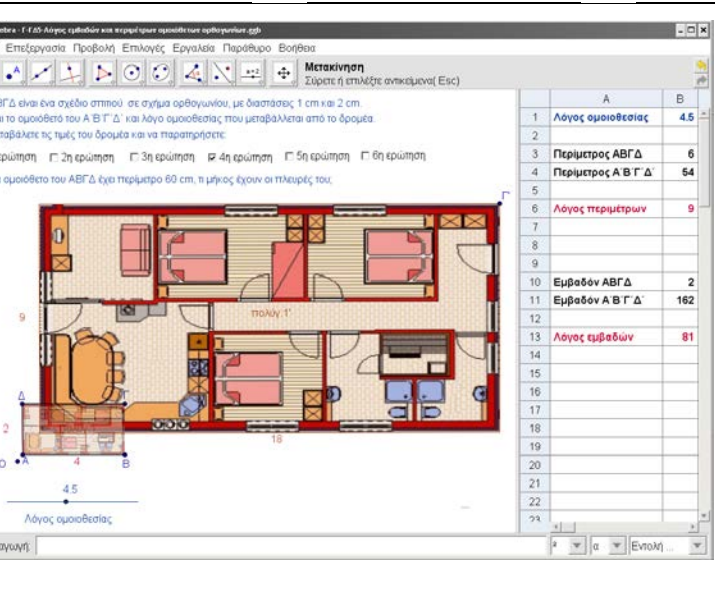 bra - Γ-ΓΔ5-Λόγος εμβαδών και περιμέτρων ομοιόθετων ορθογωνίων.ggb
Επεξεργασία Προβολή Επιλογές Εργαλεία Παράθυρο Βοήθεια
Μετακίνηση
Σύρετε ή επιλέξτε αντικείμενα( Esc)
ΒΓΔ είναι ένα σχέδιο σπιτιού σε σχήμα ορθογωνίου, με διαστάσεις 1 cm και 2 cm.
ι το ομοιόθετό του Α΄Β΄Γ΄Δ΄ και λόγο ομοιοθεσίας που μεταβάλλεται από το δρομέα.
ταβάλετε τις τιμές του δρομέα και να παρατηρήσετε:
ερώτηση 2η ερώτηση 3η ερώτηση 4η ερώτηση 5η ερώτηση 6η ερώτηση
ομοιόθετο του ΑΒΓΔ έχει περίμετρο 60 cm, τι μήκος έχουν οι πλευρές του;
Γ΄
πολύγ.1'
9
18
Δ Γ
2
Ο Α 4 Β
4.5
Λόγος ομοιοθεσίας
A B
1 Λόγος ομοιοθεσίας 4.5
2
3 Περίμετρος ΑΒΓΔ 6
4 Περίμετρος Α΄Β΄Γ΄Δ΄ 54
5
6 Λόγος περιμέτρων 9
7
8
9
10 Εμβαδόν ΑΒΓΔ 2
11 Εμβαδόν Α΄Β΄Γ΄Δ΄ 162
12
13 Λόγος εμβαδών 81
14
15
16
17
18
19
20
21
22
23
αγωγή: ² α Εντολή ...